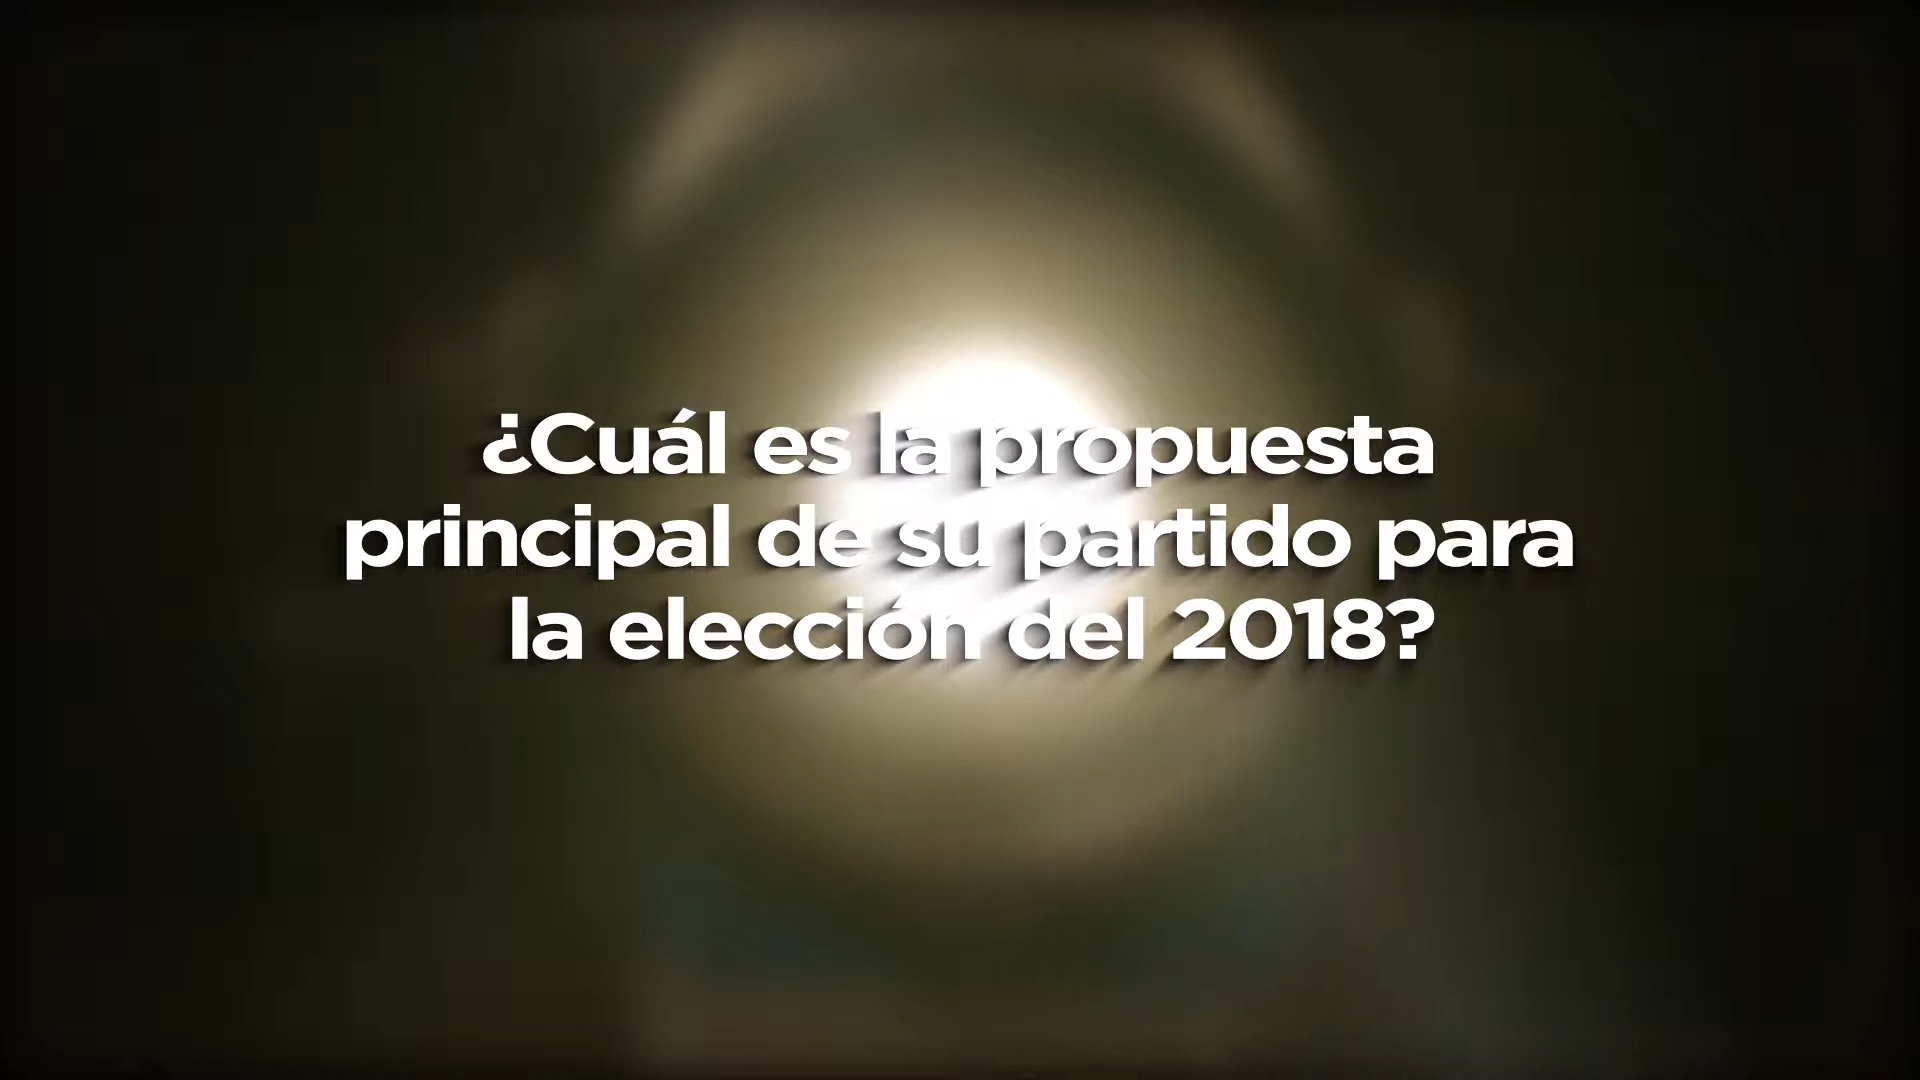 ¿Cuál es la propuesta
principal de su partido para
la elección del 2018?